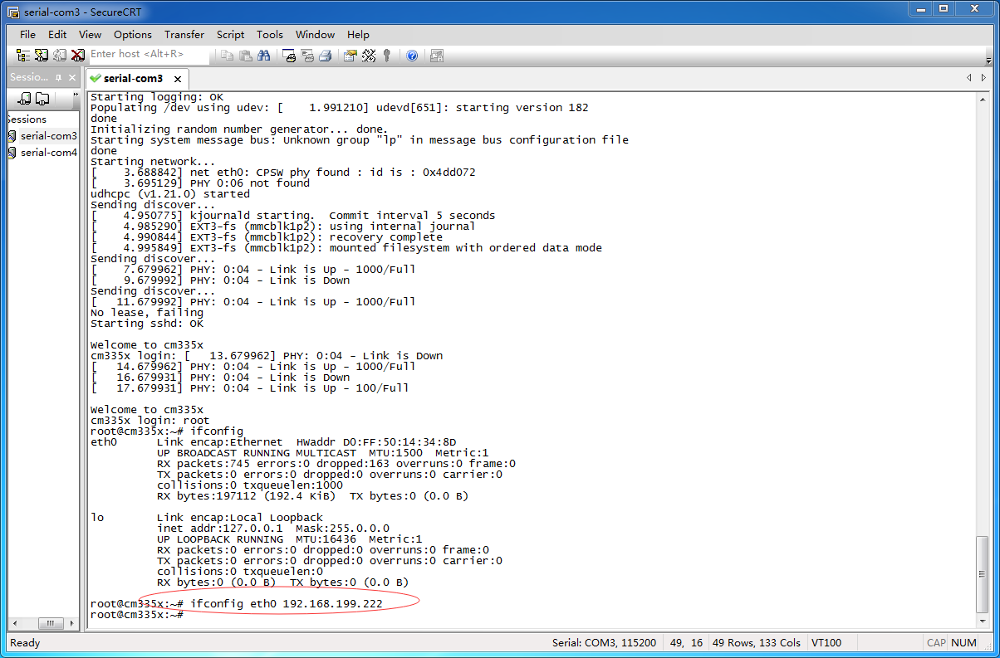 serial-com3 - SecureCRT
File Edit View Options Transfer Script Tools Window Help
Enter host <Alt+R>
Sessio...
serial-com3
Sessions
serial-com3
serial-com4
Starting logging: OK
Populating /dev using udev: [    1.991210] udevd[651]: starting version 182
done
Initializing random number generator... done.
Starting system message bus: Unknown group "lp" in message bus configuration file
done
Starting network...
[    3.688842] net eth0: CPSW phy found : id is : 0x4dd072
[    3.695129] PHY 0:06 not found
udhcpc (v1.21.0) started
Sending discover...
[    4.950775] kjournald starting.  Commit interval 5 seconds
[    4.985290] EXT3-fs (mmcblk1p2): using internal journal
[    4.990844] EXT3-fs (mmcblk1p2): recovery complete
[    4.995849] EXT3-fs (mmcblk1p2): mounted filesystem with ordered data mode
Sending discover...
[    7.679962] PHY: 0:04 - Link is Up - 1000/Full
[    9.679992] PHY: 0:04 - Link is Down
Sending discover...
[   11.679992] PHY: 0:04 - Link is Up - 1000/Full
No lease, failing
Starting sshd: OK
Welcome to cm335x
cm335x login: [   13.679962] PHY: 0:04 - Link is Down
[   14.679962] PHY: 0:04 - Link is Up - 1000/Full
[   16.679931] PHY: 0:04 - Link is Down
[   17.679931] PHY: 0:04 - Link is Up - 100/Full
Welcome to cm335x
cm335x login: root
root@cm335x:~# ifconfig
eth0      Link encap:Ethernet  HWaddr D0:FF:50:14:34:8D
UP BROADCAST RUNNING MULTICAST  MTU:1500  Metric:1
RX packets:745 errors:0 dropped:163 overruns:0 frame:0
TX packets:0 errors:0 dropped:0 overruns:0 carrier:0
collisions:0 txqueuelen:1000
RX bytes:197112 (192.4 KiB)  TX bytes:0 (0.0 B)
lo        Link encap:Local Loopback
inet addr:127.0.0.1  Mask:255.0.0.0
UP LOOPBACK RUNNING  MTU:16436  Metric:1
RX packets:0 errors:0 dropped:0 overruns:0 frame:0
TX packets:0 errors:0 dropped:0 overruns:0 carrier:0
collisions:0 txqueuelen:0
RX bytes:0 (0.0 B)  TX bytes:0 (0.0 B)
root@cm335x:~# ifconfig eth0 192.168.199.222
root@cm335x:~#
Ready Serial: COM3, 115200 49, 16 49 Rows, 133 Cols VT100 CAP NUM